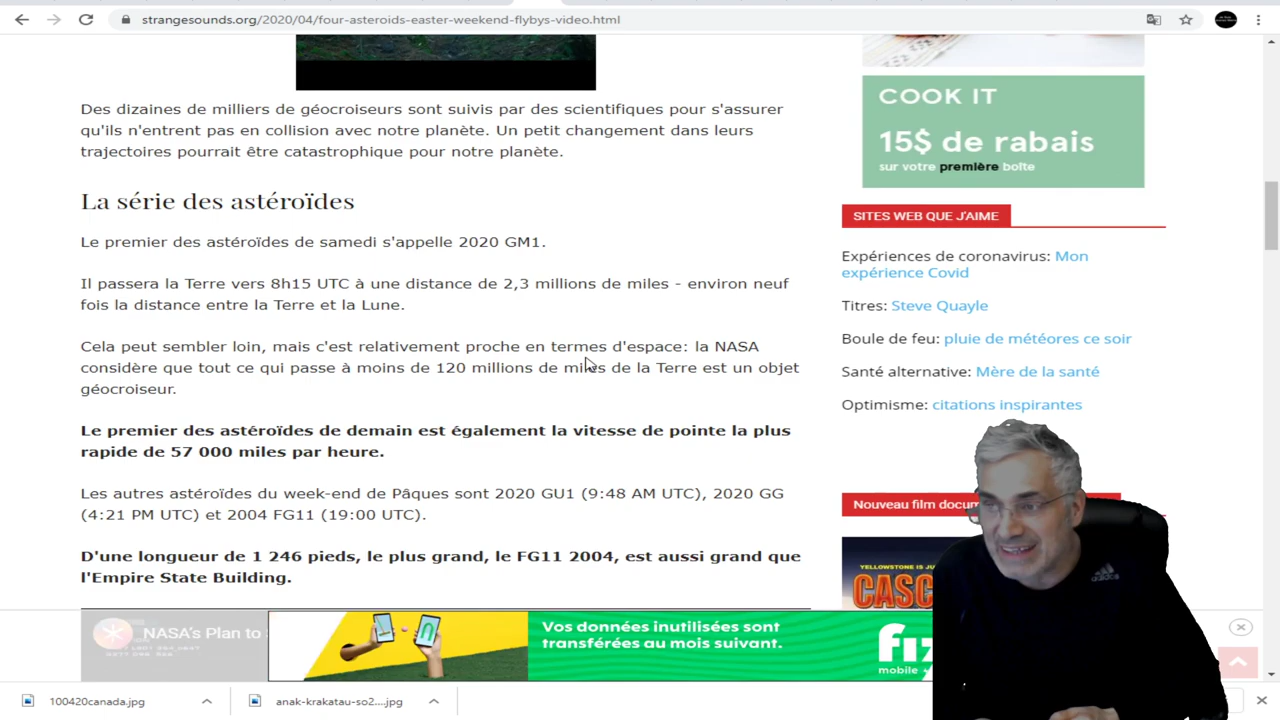 strangesounds.org/2020/04/four-asteroids-easter-weekend-flybys-video.html
Des dizaines de milliers de géocroiseurs sont suivis par des scientifiques pour s'assurer
qu'ils n'entrent pas en collision avec notre planète. Un petit changement dans leurs
trajectoires pourrait être catastrophique pour notre planète.
La série des astéroïdes
Le premier des astéroïdes de samedi s'appelle 2020 GM1.
Il passera la Terre vers 8h15 UTC à une distance de 2,3 millions de miles - environ neuf
fois la distance entre la Terre et la Lune.
Cela peut sembler loin, mais c'est relativement proche en termes d'espace: la NASA
considère que tout ce qui passe à moins de 120 millions de miles de la Terre est un objet
géocroiseur.
Le premier des astéroïdes de demain est également la vitesse de pointe la plus
rapide de 57 000 miles par heure.
Les autres astéroïdes du week-end de Pâques sont 2020 GU1 (9:48 AM UTC), 2020 GG
(4:21 PM UTC) et 2004 FG11 (19:00 UTC).
D'une longueur de 1 246 pieds, le plus grand, le FG11 2004, est aussi grand que
l'Empire State Building.
COOK IT
15$ de rabais
sur votre première boîte
SITES WEB QUE J'AIME
Expériences de coronavirus: Mon
expérience Covid
Titres: Steve Quayle
Boule de feu: pluie de météores ce soir
Santé alternative: Mère de la santé
Optimisme: citations inspirantes
Nouveau film docum
YELLOWSTONE IS JU
CASC
adidas
NASA's Plan to
Vos données inutilisées sont
transférées au mois suivant.
fiz
mobile
100420canada.jpg
anak-krakatau-so2....jpg